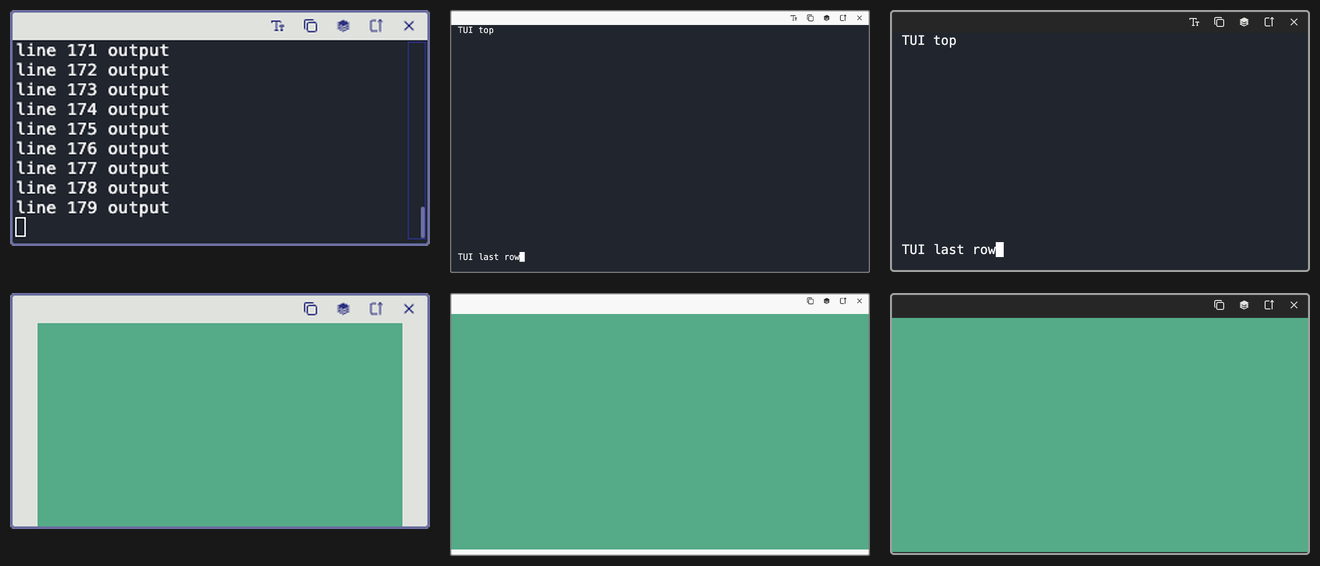 line 171 output
line 172 output
line 173 output
line 174 output
line 175 output
line 176 output
line 177 output
line 178 output
line 179 output
TUI top
TUI last row
TUI top
TUI last row